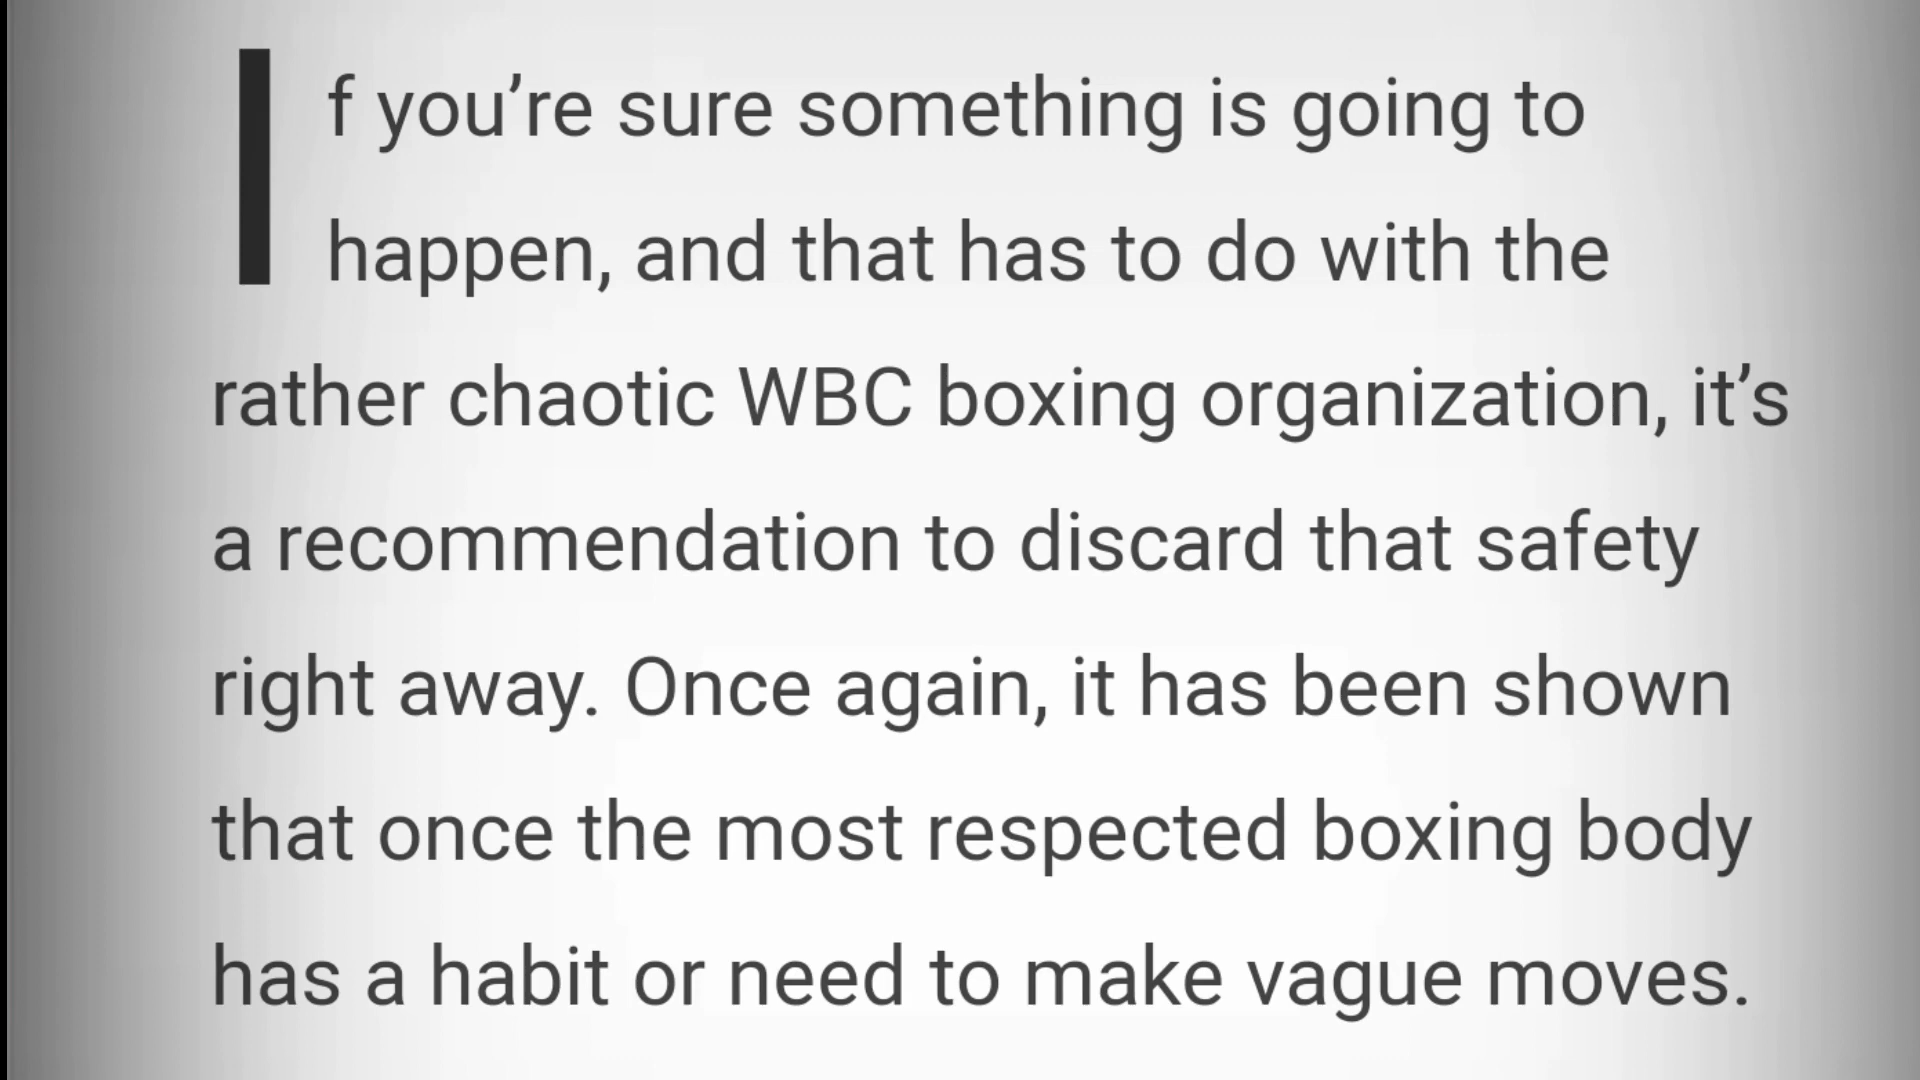 If you’re sure something is going to
happen, and that has to do with the
rather chaotic WBC boxing organization, it’s
a recommendation to discard that safety
right away. Once again, it has been shown
that once the most respected boxing body
has a habit or need to make vague moves.